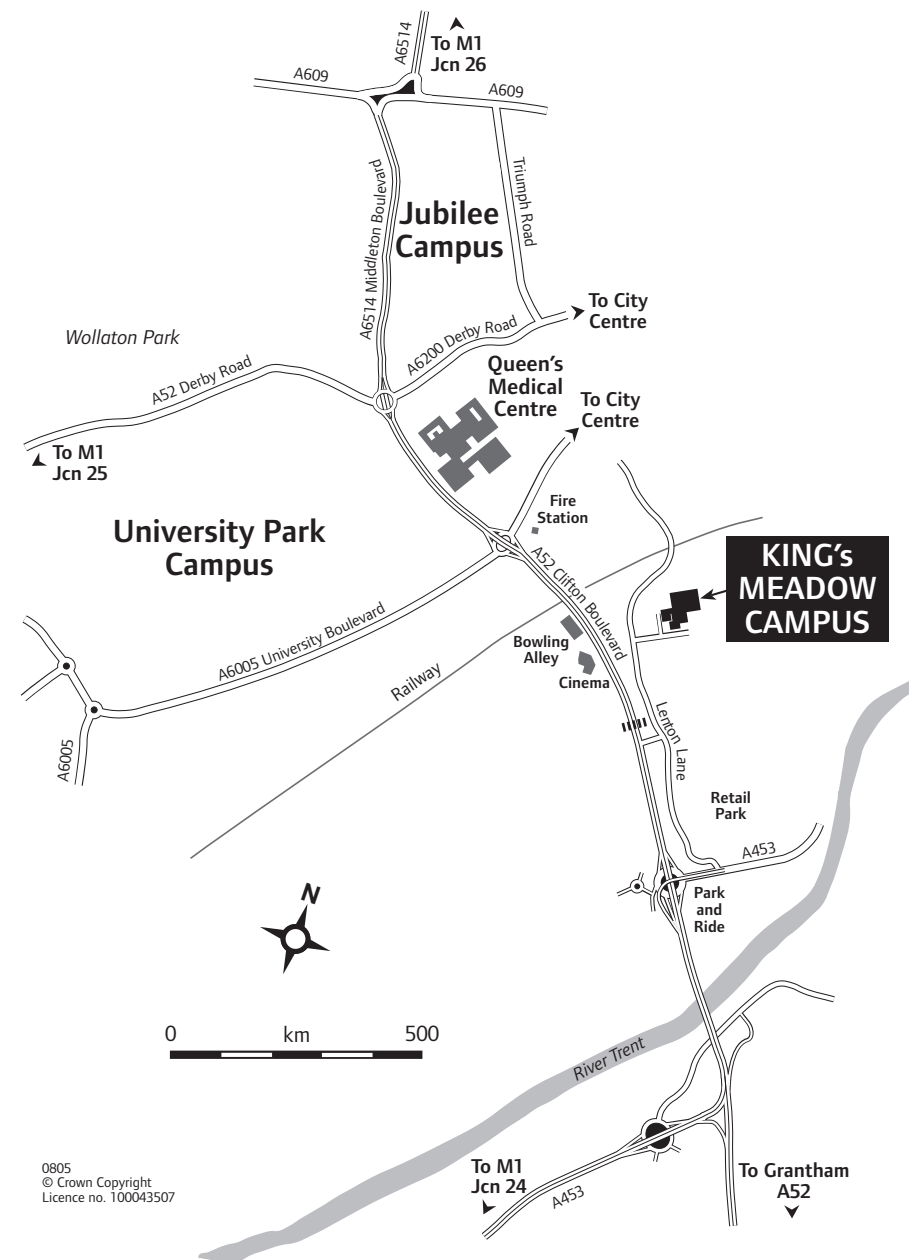 A6514
To M1
Jcn 26
A609
A609
A6514 Middleton Boulevard
Triumph Road
Jubilee
Campus
To City
Centre
Wollaton Park
A6200 Derby Road
A52 Derby Road
Queen's
Medical
Centre
To City
Centre
To M1
Jcn 25
Fire
Station
University Park
Campus
A52 Clifton Boulevard
KING's
MEADOW
CAMPUS
A6005 University Boulevard
Bowling
Alley
Cinema
Railway
Lenton Lane
A6005
Retail
Park
A453
Park
and
Ride
N
0 km 500
River Trent
0805
© Crown Copyright
Licence no. 100043507
To M1
Jcn 24
A453
To Grantham
A52